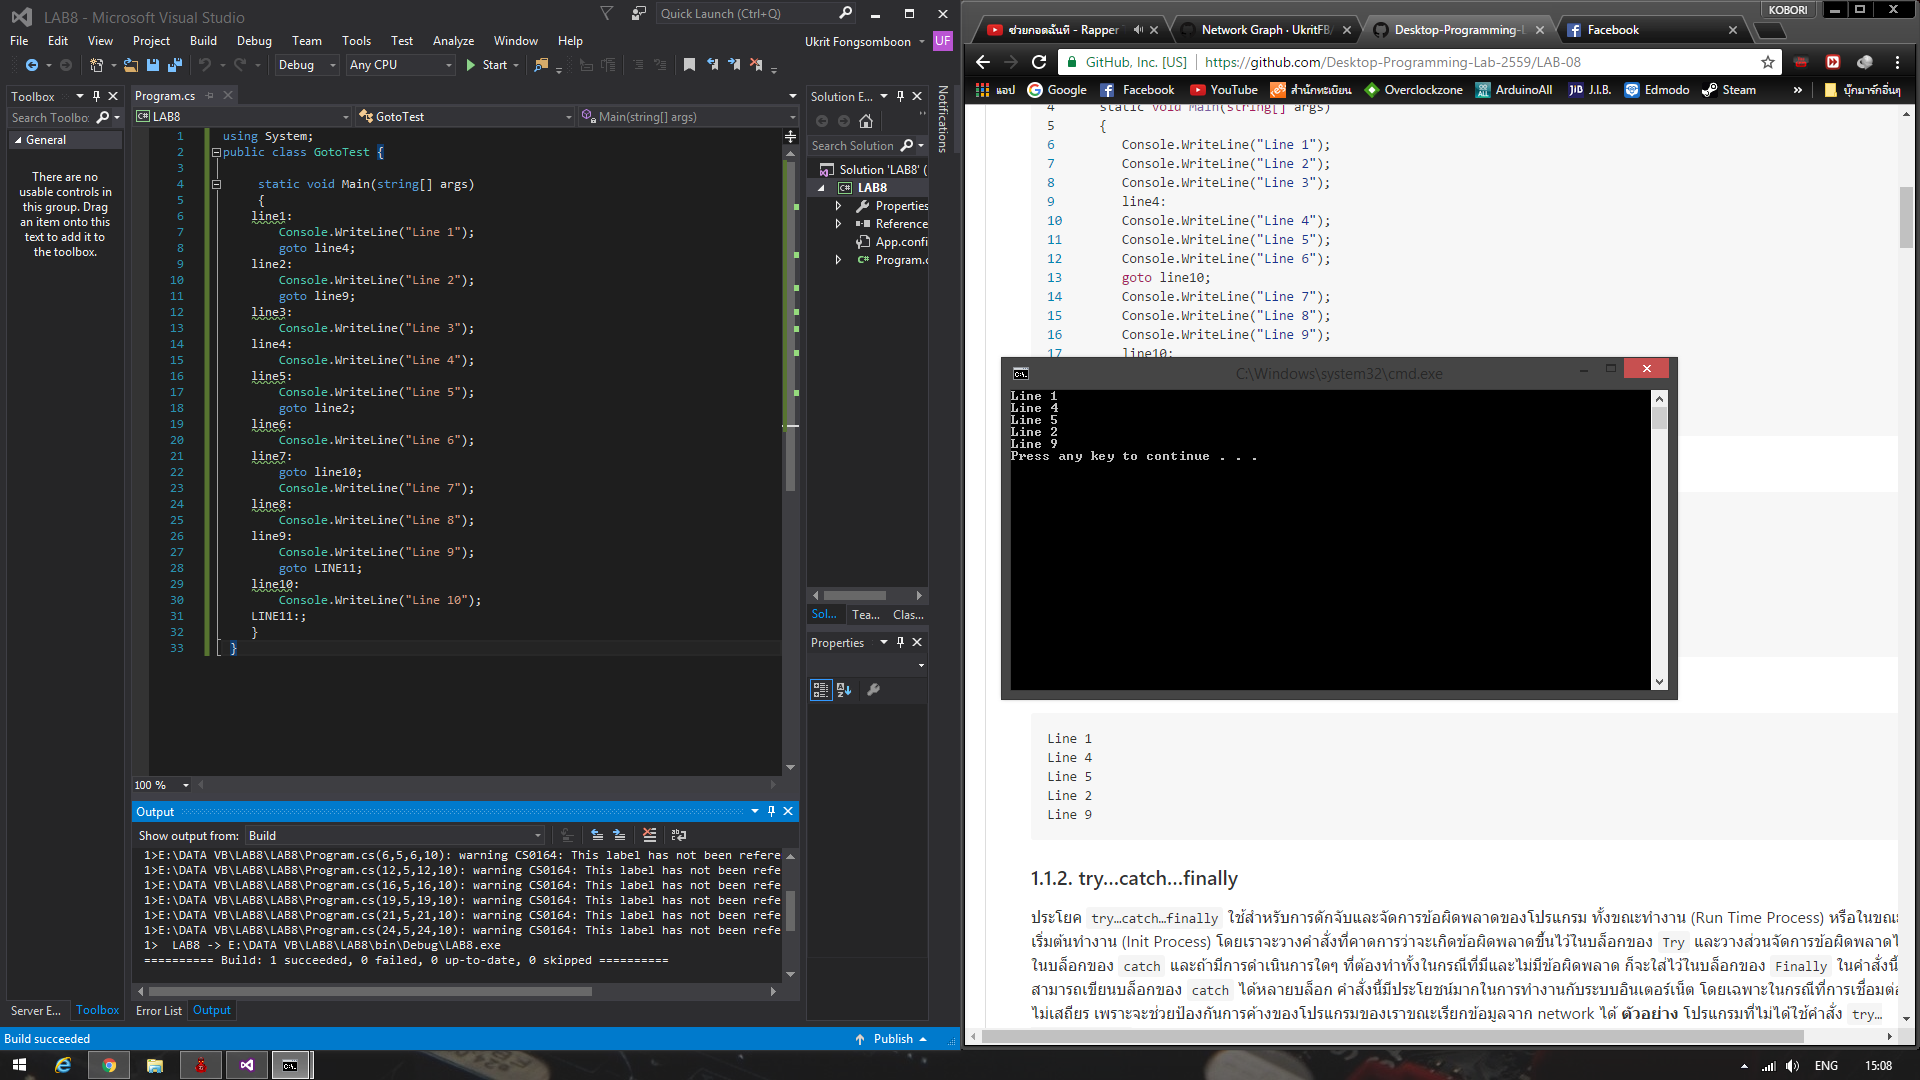 LAB8 - Microsoft Visual Studio
Quick Launch (Ctrl+Q)
File Edit View Project Build Debug Team Tools Test Analyze Window Help
Ukrit Fongsomboon UF
Debug Any CPU Start
Toolbox
Search Toolbo
General
There are no
usable controls in
this group. Drag
an item onto this
text to add it to
the toolbox.
Server E... Toolbox
Program.cs
LAB8 GotoTest Main(string[] args)
1 using System;
2 public class GotoTest {
3
4 static void Main(string[] args)
5 {
6 line1:
7 Console.WriteLine("Line 1");
8 goto line4;
9 line2:
10 Console.WriteLine("Line 2");
11 goto line9;
12 line3:
13 Console.WriteLine("Line 3");
14 line4:
15 Console.WriteLine("Line 4");
16 line5:
17 Console.WriteLine("Line 5");
18 goto line2;
19 line6:
20 Console.WriteLine("Line 6");
21 line7:
22 goto line10;
23 Console.WriteLine("Line 7");
24 line8:
25 Console.WriteLine("Line 8");
26 line9:
27 Console.WriteLine("Line 9");
28 goto LINE11;
29 line10:
30 Console.WriteLine("Line 10");
31 LINE11:;
32 }
33 }
100 %
Output
Show output from: Build
1>E:\DATA VB\LAB8\LAB8\Program.cs(6,5,6,10): warning CS0164: This label has not been refere
1>E:\DATA VB\LAB8\LAB8\Program.cs(12,5,12,10): warning CS0164: This label has not been refe
1>E:\DATA VB\LAB8\LAB8\Program.cs(16,5,16,10): warning CS0164: This label has not been refe
1>E:\DATA VB\LAB8\LAB8\Program.cs(19,5,19,10): warning CS0164: This label has not been refe
1>E:\DATA VB\LAB8\LAB8\Program.cs(21,5,21,10): warning CS0164: This label has not been refe
1>E:\DATA VB\LAB8\LAB8\Program.cs(24,5,24,10): warning CS0164: This label has not been refe
1> LAB8 -> E:\DATA VB\LAB8\LAB8\bin\Debug\LAB8.exe
========== Build: 1 succeeded, 0 failed, 0 up-to-date, 0 skipped ==========
Error List Output
Build succeeded
Publish
Solution E...
Search Solution
Solution 'LAB8' (
C# LAB8
Properties
Reference
App.confi
C# Program.c
Sol... Tea... Clas...
Properties
Notifications
KOBORI
ช่วยกอดฉันที - Rapper
Network Graph · UkritFB/
Desktop-Programming-L
Facebook
GitHub, Inc. [US] https://github.com/Desktop-Programming-Lab-2559/LAB-08
แอป Google Facebook YouTube สำนักทะเบียน Overclockzone ArduinoAll J.I.B. Edmodo Steam » บุ๊กมาร์กอื่นๆ
4 static void Main(string[] args)
5 {
6 Console.WriteLine("Line 1");
7 Console.WriteLine("Line 2");
8 Console.WriteLine("Line 3");
9 line4:
10 Console.WriteLine("Line 4");
11 Console.WriteLine("Line 5");
12 Console.WriteLine("Line 6");
13 goto line10;
14 Console.WriteLine("Line 7");
15 Console.WriteLine("Line 8");
16 Console.WriteLine("Line 9");
17 line10:
C:\Windows\system32\cmd.exe
Line 1
Line 4
Line 5
Line 2
Line 9
Press any key to continue . . .
Line 1
Line 4
Line 5
Line 2
Line 9
1.1.2. try...catch...finally
ประโยค try…catch…finally ใช้สำหรับการดักจับและจัดการข้อผิดพลาดของโปรแกรม ทั้งขณะทำงาน (Run Time Process) หรือในขณะ
เริ่มต้นทำงาน (Init Process) โดยเราจะวางคำสั่งที่คาดการว่าจะเกิดข้อผิดพลาดขึ้นไว้ในบล็อกของ Try และวางส่วนจัดการข้อผิดพลาดไ
ในบล็อกของ catch และถ้ามีการดำเนินการใดๆ ที่ต้องทำทั้งในกรณีที่มีและไม่มีข้อผิดพลาด ก็จะใส่ไว้ในบล็อกของ Finally ในคำสั่งนี้
สามารถเขียนบล็อกของ catch ได้หลายบล็อก คำสั่งนี้มีประโยชน์มากในการทำงานกับระบบอินเตอร์เน็ต โดยเฉพาะในกรณีที่การเชื่อมต่อ
ไม่เสถียร เพราะจะช่วยป้องกันการค้างของโปรแกรมของเราขณะเรียกข้อมูลจาก network ได้ ตัวอย่าง โปรแกรมที่ไม่ได้ใช้คำสั่ง try…
ENG 15:08